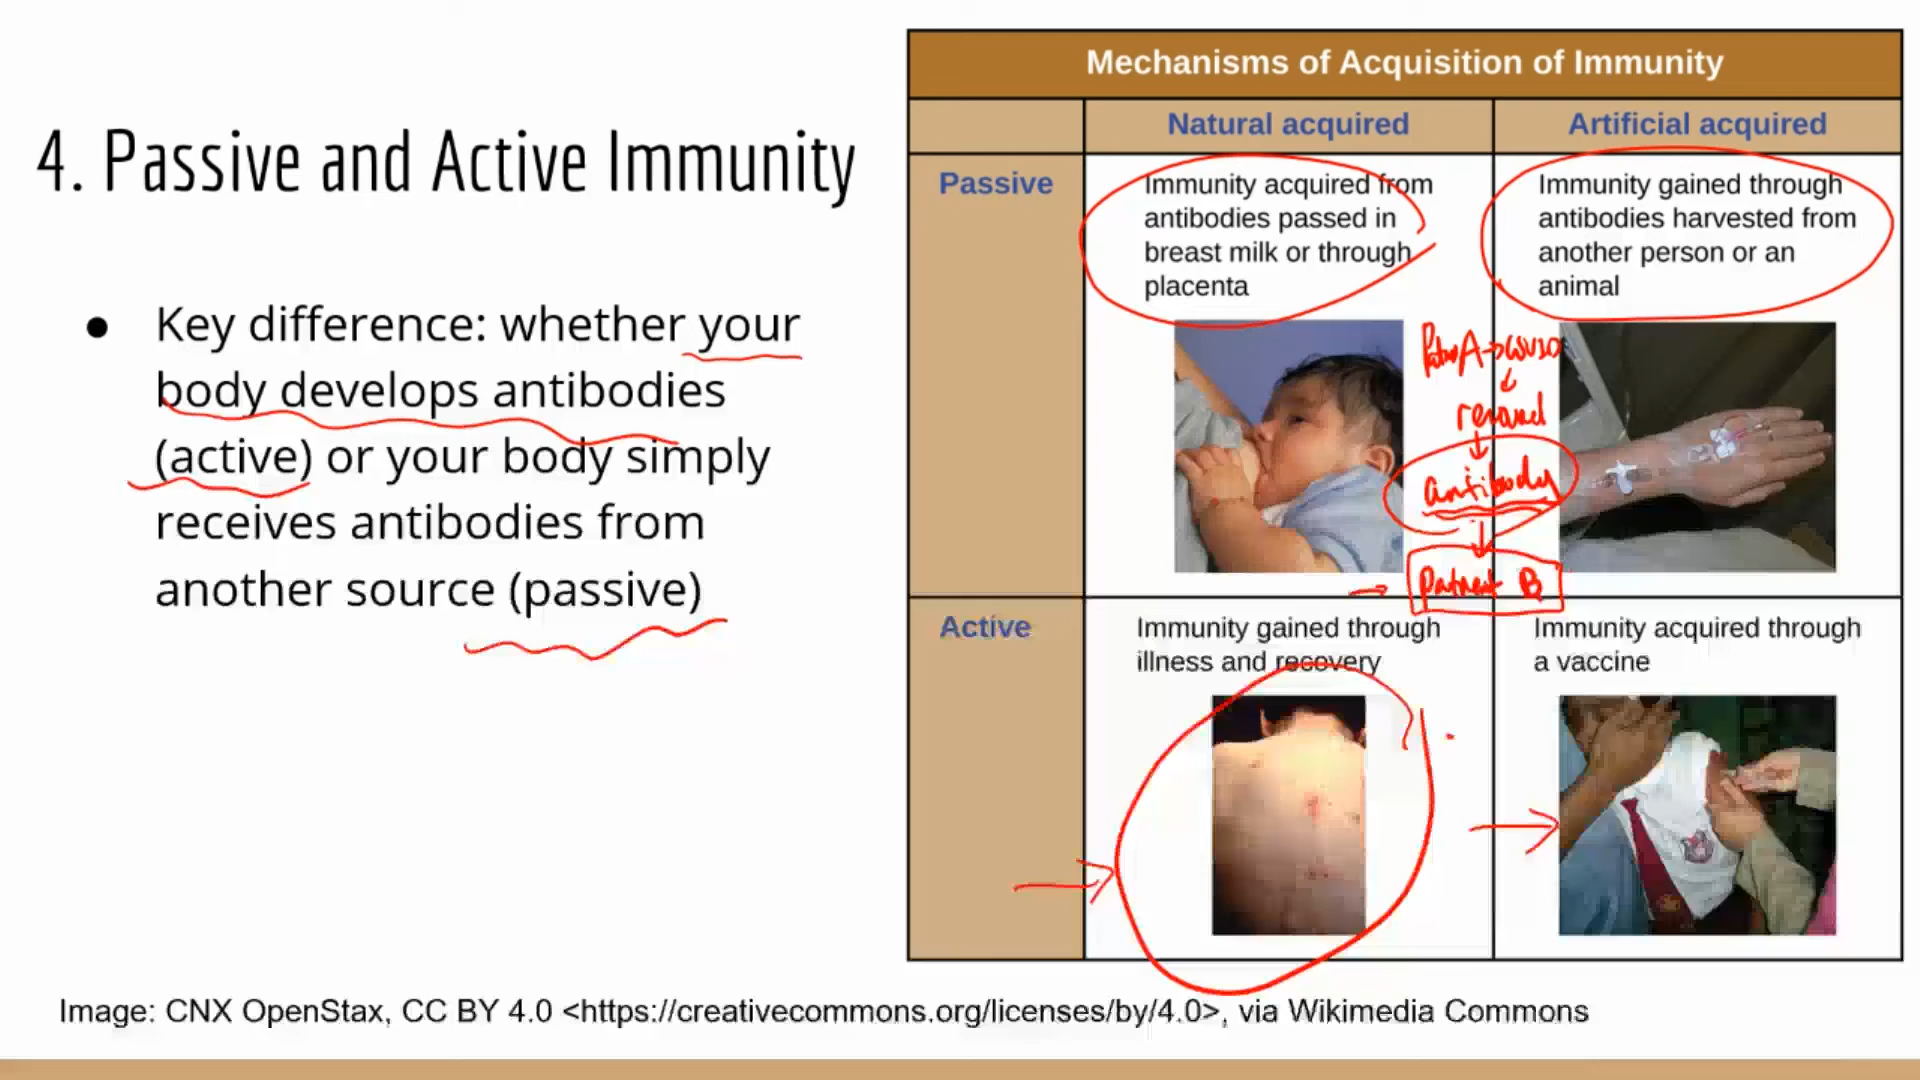 4. Passive and Active Immunity
● Key difference: whether your
body develops antibodies
(active) or your body simply
receives antibodies from
another source (passive)
Mechanisms of Acquisition of Immunity
Natural acquired
Artificial acquired
Passive
Immunity acquired from
antibodies passed in
breast milk or through
placenta
Immunity gained through
antibodies harvested from
another person or an
animal
antibody
Patient B
Active
Immunity gained through
illness and recovery
Immunity acquired through
a vaccine
Image: CNX OpenStax, CC BY 4.0 <https://creativecommons.org/licenses/by/4.0>, via Wikimedia Commons